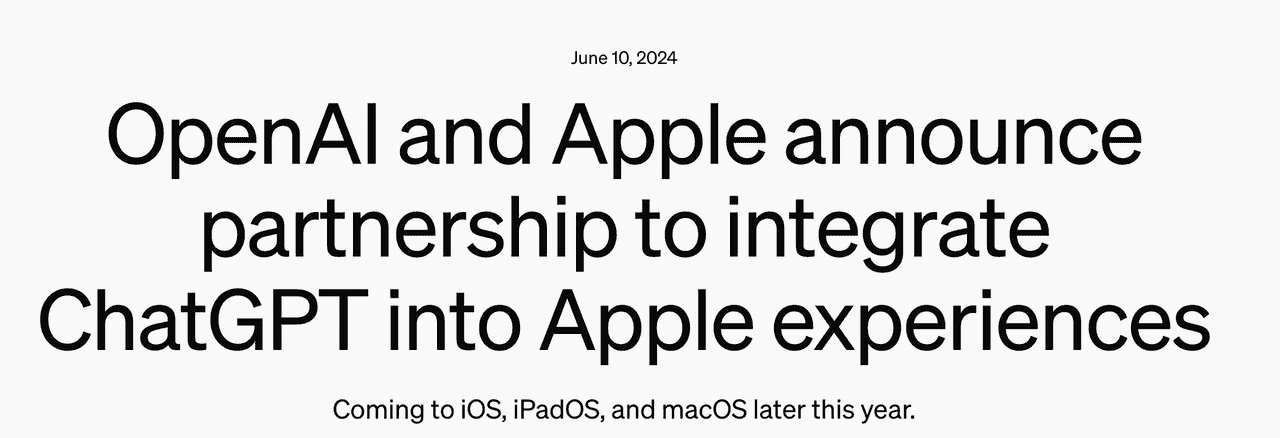 June 10, 2024
OpenAI and Apple announce
partnership to integrate
ChatGPT into Apple experiences
Coming to iOS, iPadOS, and macOS later this year.